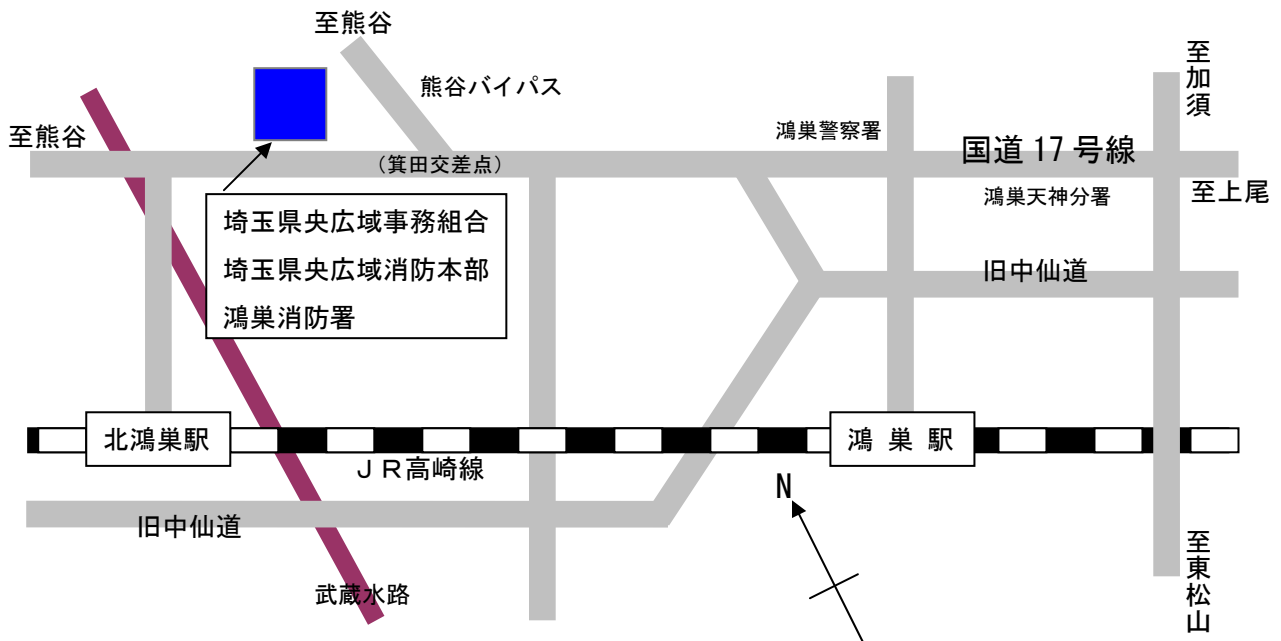 至熊谷
熊谷バイパス
至加須
鴻巣警察署
至熊谷
国道17号線
(箕田交差点)
鴻巣天神分署
至上尾
埼玉県央広域事務組合
埼玉県央広域消防本部
鴻巣消防署
旧中仙道
北鴻巣駅
鴻巣駅
JR高崎線
N
旧中仙道
至東松山
武蔵水路